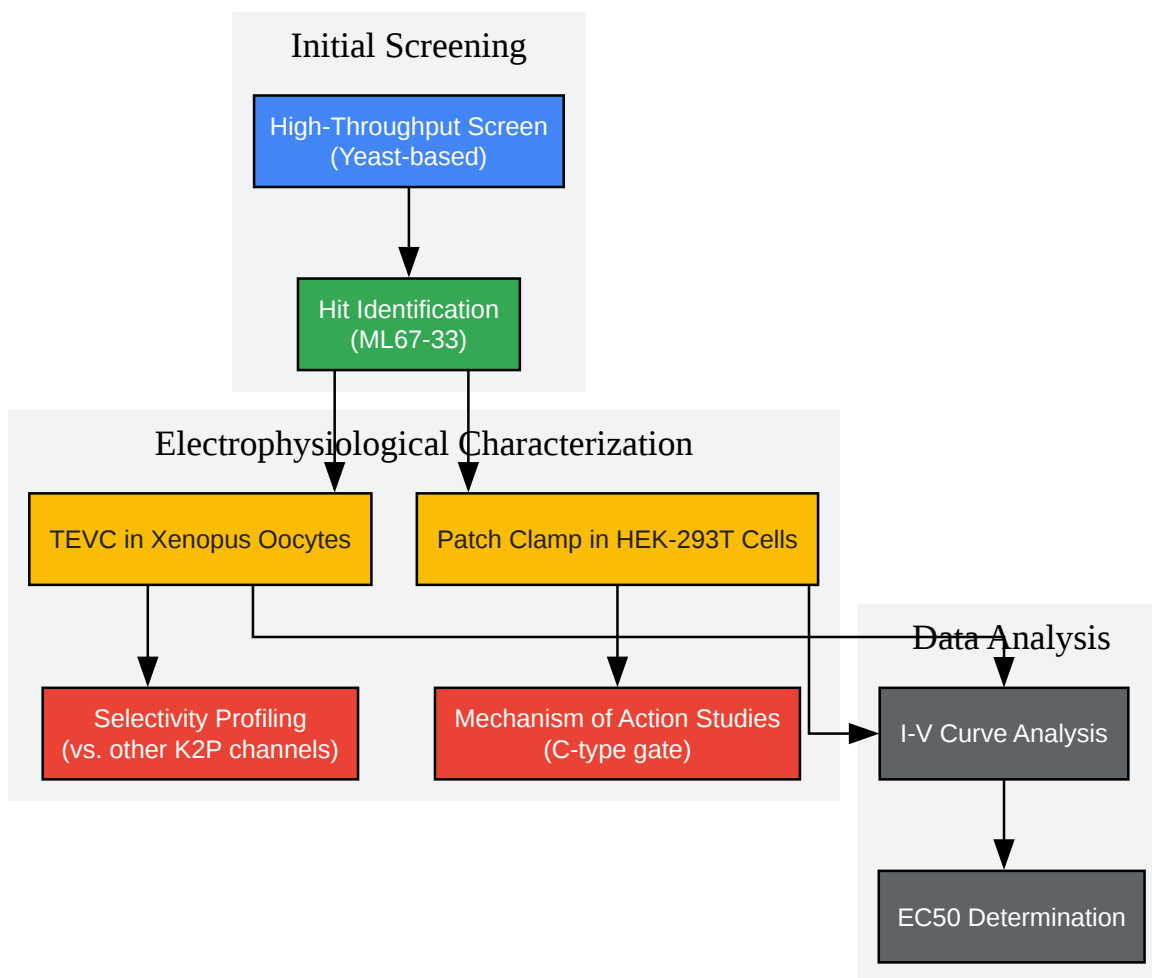 Initial Screening
High-Throughput Screen
(Yeast-based)
Hit Identification
(ML67-33)
Electrophysiological Characterization
TEVC in Xenopus Oocytes
Patch Clamp in HEK-293T Cells
Selectivity Profiling
(vs. other K2P channels)
Mechanism of Action Studies
(C-type gate)
Data Analysis
I-V Curve Analysis
EC50 Determination